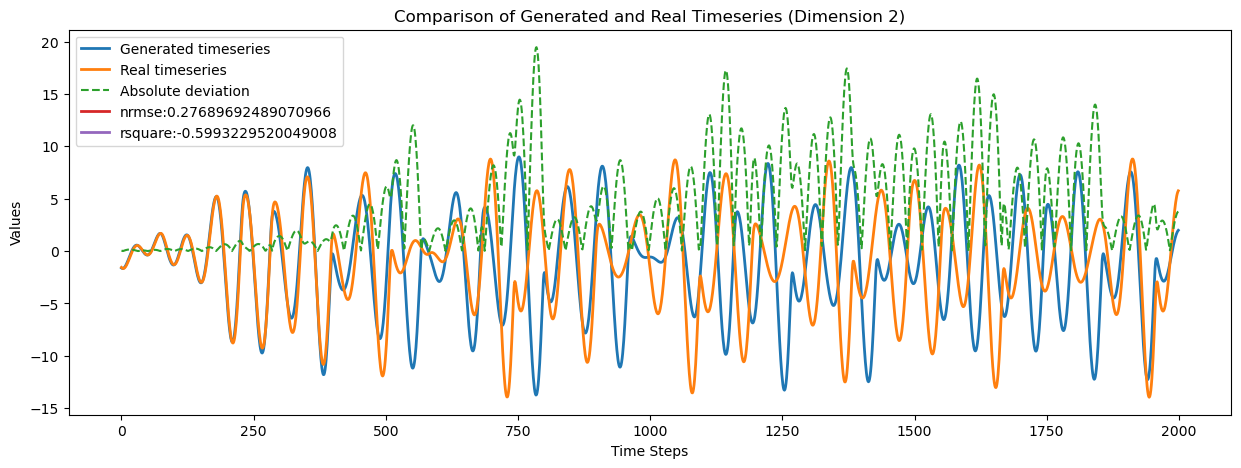 Comparison of Generated and Real Timeseries (Dimension 2)
Generated timeseries
Real timeseries
Absolute deviation
nrmse:0.27689692489070966
rsquare:-0.5993229520049008
20
15
10
5
0
−5
−10
−15
Values
0 250 500 750 1000 1250 1500 1750 2000
Time Steps